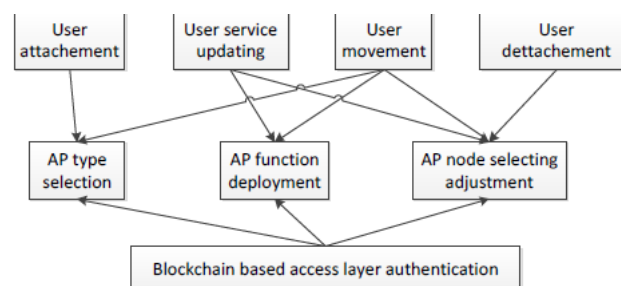 User
attachement
User service
updating
User
movement
User
dettachement
AP type
selection
AP function
deployment
AP node selecting
adjustment
Blockchain based access layer authentication